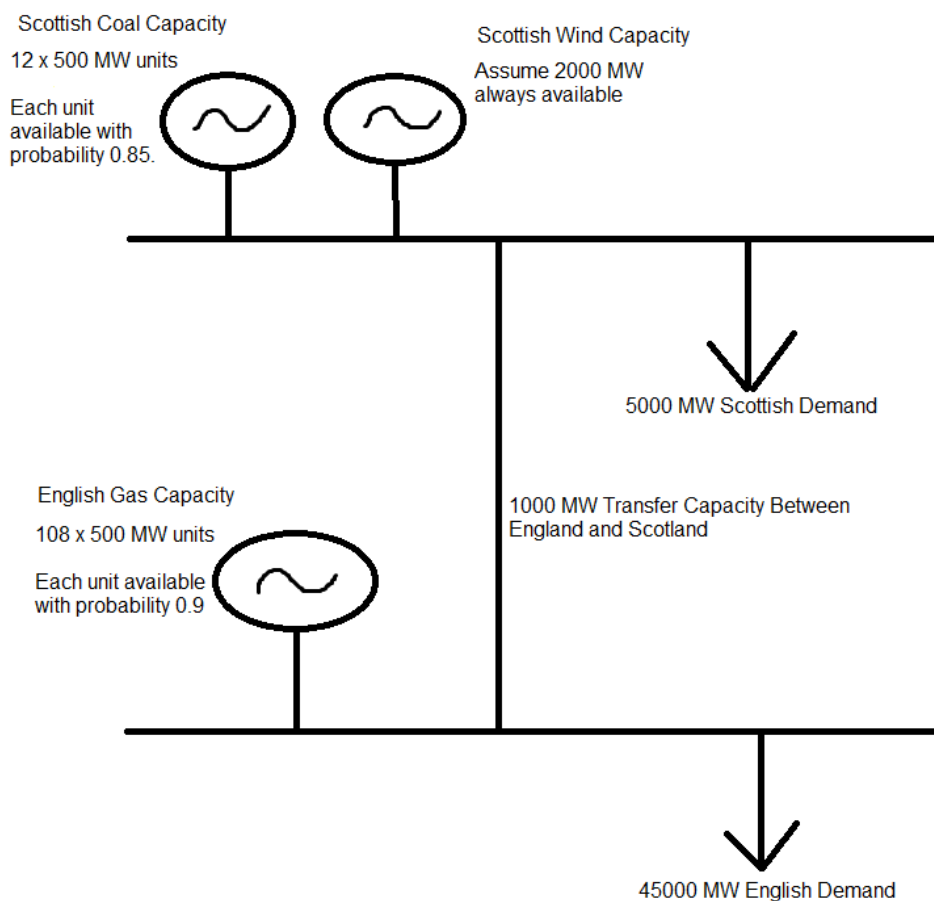 Scottish Coal Capacity
12 x 500 MW units
Each unit
available with
probability 0.85.
Scottish Wind Capacity
Assume 2000 MW
always available
5000 MW Scottish Demand
English Gas Capacity
108 x 500 MW units
Each unit available
with probability 0.9
1000 MW Transfer Capacity Between
England and Scotland
45000 MW English Demand